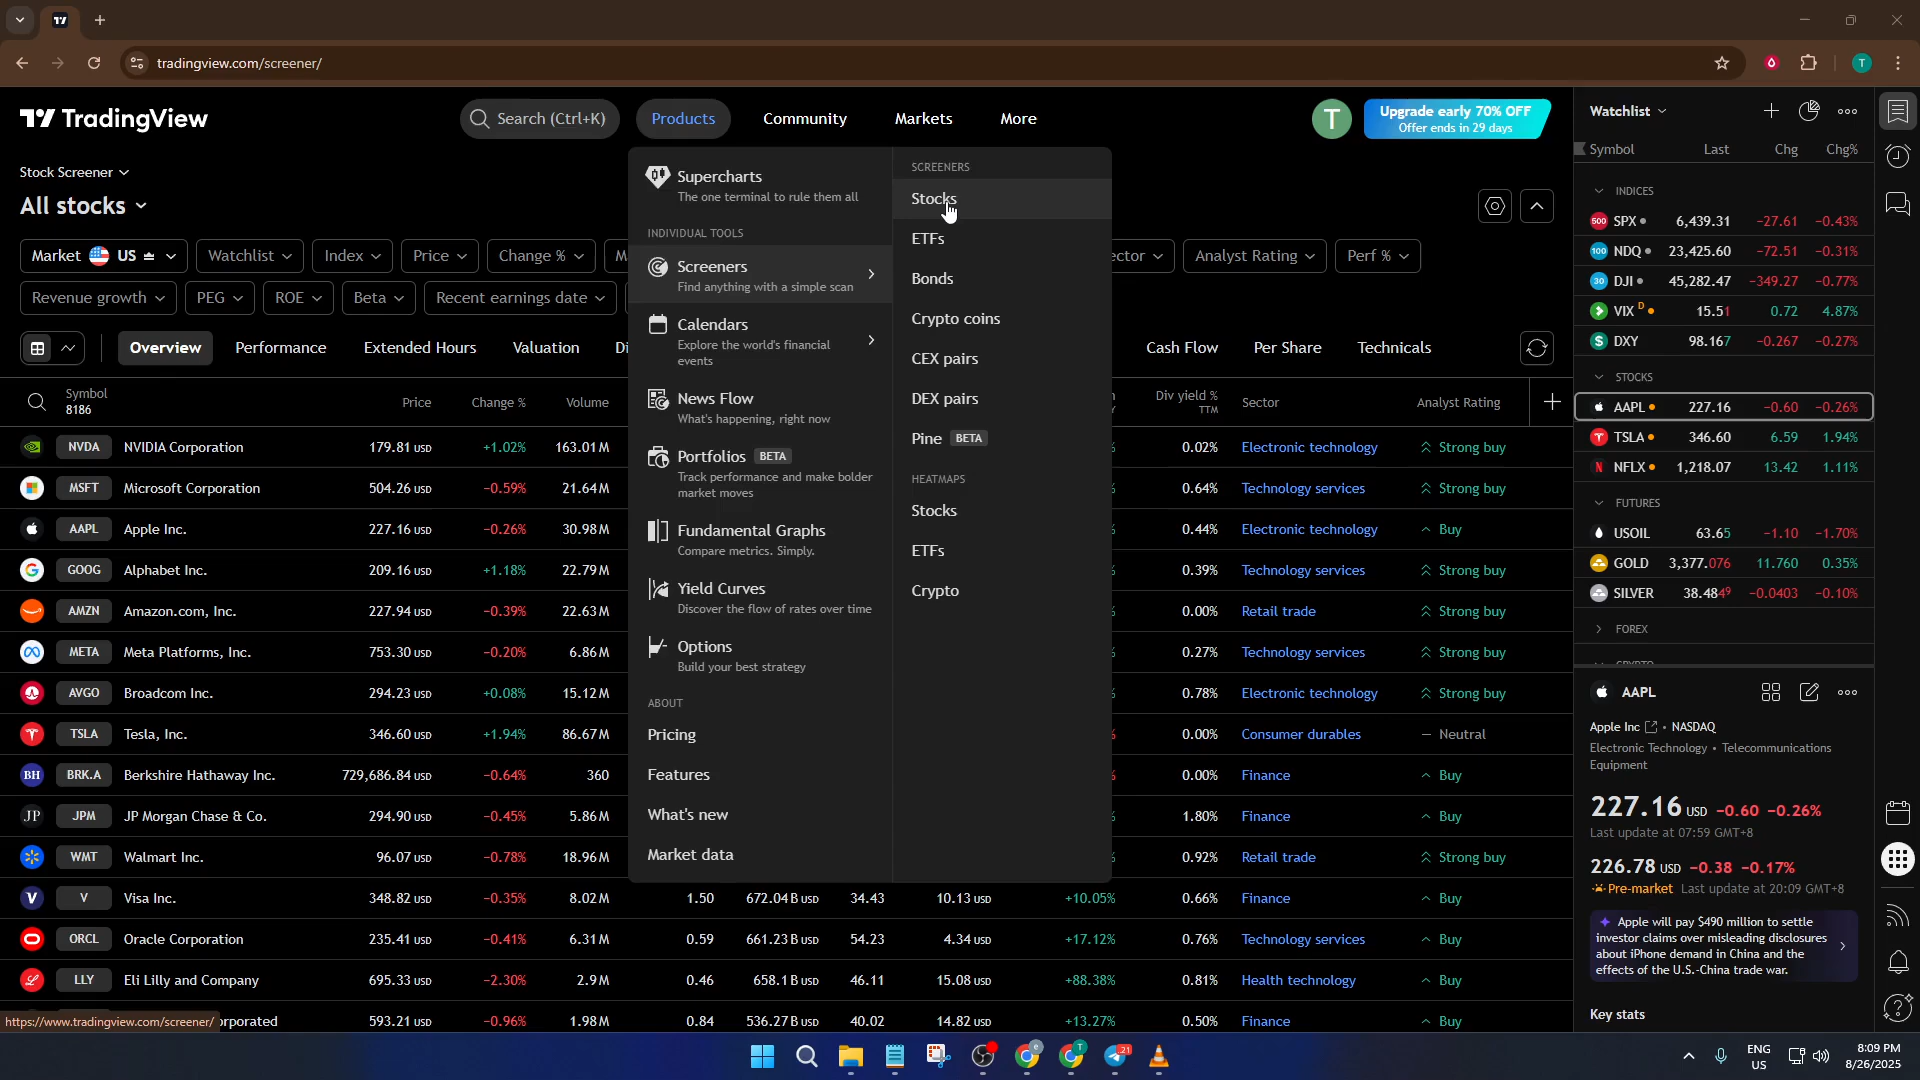 tradingview.com/screener/
TradingView
Search (Ctrl+K)
Products
Community
Markets
More
T
Upgrade early 70% OFF
Offer ends in 29 days
Stock Screener
All stocks
Market US
Watchlist
Index
Price
Change %
M
ector
Analyst Rating
Perf %
Revenue growth
PEG
ROE
Beta
Recent earnings date
Overview
Performance
Extended Hours
Valuation
Di
Cash Flow
Per Share
Technicals
Symbol
8186
Price
Change %
Volume
Div yield %
TTM
Sector
Analyst Rating
NVDA NVIDIA Corporation 179.81 USD +1.02% 163.01 M 0.02% Electronic technology Strong buy
MSFT Microsoft Corporation 504.26 USD −0.59% 21.64 M 0.64% Technology services Strong buy
AAPL Apple Inc. 227.16 USD −0.26% 30.98 M 0.44% Electronic technology Buy
GOOG Alphabet Inc. 209.16 USD +1.18% 22.79 M 0.39% Technology services Strong buy
AMZN Amazon.com, Inc. 227.94 USD −0.39% 22.63 M 0.00% Retail trade Strong buy
META Meta Platforms, Inc. 753.30 USD −0.20% 6.86 M 0.27% Technology services Strong buy
AVGO Broadcom Inc. 294.23 USD +0.08% 15.12 M 0.78% Electronic technology Strong buy
TSLA Tesla, Inc. 346.60 USD +1.94% 86.67 M 0.00% Consumer durables Neutral
BH BRK.A Berkshire Hathaway Inc. 729,686.84 USD −0.64% 360 0.00% Finance Buy
JP JPM JP Morgan Chase & Co. 294.90 USD −0.45% 5.86 M 1.80% Finance Buy
WMT Walmart Inc. 96.07 USD −0.78% 18.96 M 0.92% Retail trade Strong buy
V V Visa Inc. 348.82 USD −0.35% 8.02 M 1.50 672.04 B USD 34.43 10.13 USD +10.05% 0.66% Finance Buy
ORCL Oracle Corporation 235.41 USD −0.41% 6.31 M 0.59 661.23 B USD 54.23 4.34 USD +17.12% 0.76% Technology services Buy
LLY Eli Lilly and Company 695.33 USD −2.30% 2.9 M 0.46 658.1 B USD 46.11 15.08 USD +88.38% 0.81% Health technology Buy
orporated 593.21 USD −0.96% 1.98 M 0.84 536.27 B USD 40.02 14.82 USD +13.27% 0.50% Finance Buy
https://www.tradingview.com/screener/
Supercharts
The one terminal to rule them all
INDIVIDUAL TOOLS
Screeners
Find anything with a simple scan
Calendars
Explore the world's financial
events
News Flow
What's happening, right now
Portfolios BETA
Track performance and make bolder
market moves
Fundamental Graphs
Compare metrics. Simply.
Yield Curves
Discover the flow of rates over time
Options
Build your best strategy
ABOUT
Pricing
Features
What's new
Market data
SCREENERS
Stocks
ETFs
Bonds
Crypto coins
CEX pairs
DEX pairs
Pine BETA
HEATMAPS
Stocks
ETFs
Crypto
Watchlist
Symbol Last Chg Chg%
INDICES
500 SPX 6,439.31 −27.61 −0.43%
100 NDQ 23,425.60 −72.51 −0.31%
30 DJI 45,282.47 −349.27 −0.77%
VIX D 15.51 0.72 4.87%
$ DXY 98.167 −0.267 −0.27%
STOCKS
AAPL 227.16 −0.60 −0.26%
TSLA 346.60 6.59 1.94%
NFLX 1,218.07 13.42 1.11%
FUTURES
USOIL 63.65 −1.10 −1.70%
GOLD 3,377.076 11.760 0.35%
SILVER 38.484⁹ −0.0403 −0.10%
FOREX
CRYPTO
AAPL
Apple Inc • NASDAQ
Electronic Technology • Telecommunications
Equipment
227.16 USD −0.60 −0.26%
Last update at 07:59 GMT+8
226.78 USD −0.38 −0.17%
Pre-market Last update at 20:09 GMT+8
Apple will pay $490 million to settle
investor claims over misleading disclosures
about iPhone demand in China and the
effects of the U.S.-China trade war.
Key stats
T
21
ENG
US
8:09 PM
8/26/2025